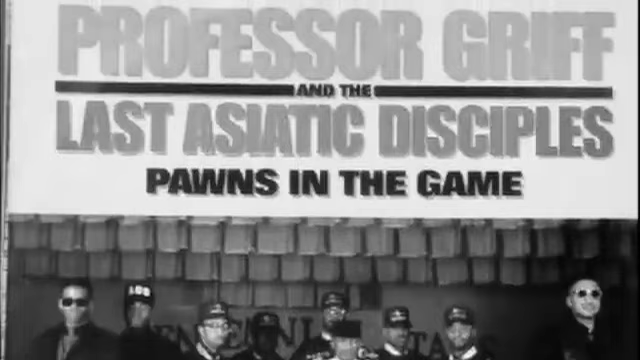 PROFESSOR GRIFF
AND THE
LAST ASIATIC DISCIPLES
PAWNS IN THE GAME